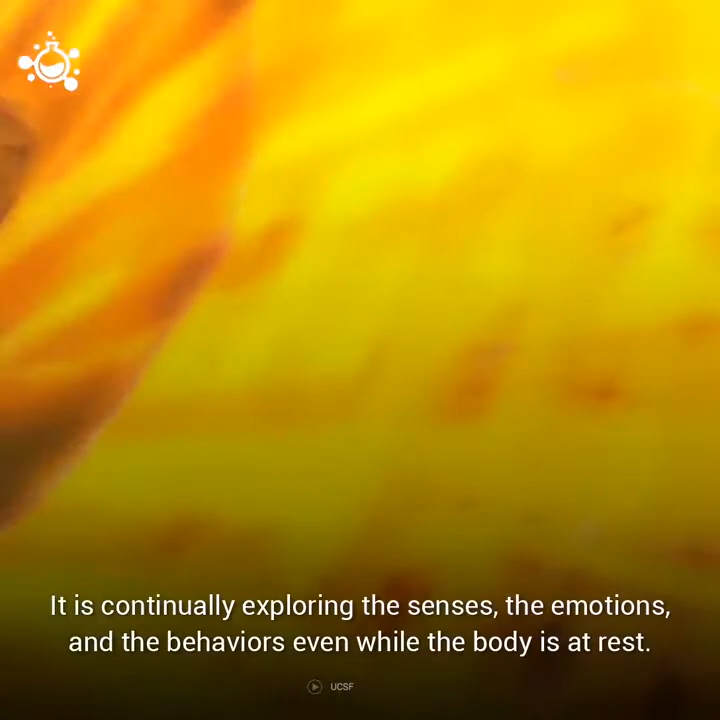 It is continually exploring the senses, the emotions,
and the behaviors even while the body is at rest.
UCSF